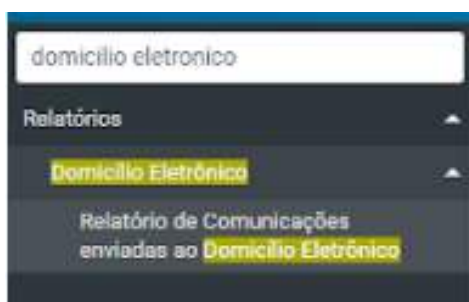 domicilio eletronico
Relatórios
Domicílio Eletrônico
Relatório de Comunicações
enviadas ao Domicílio Eletrônico